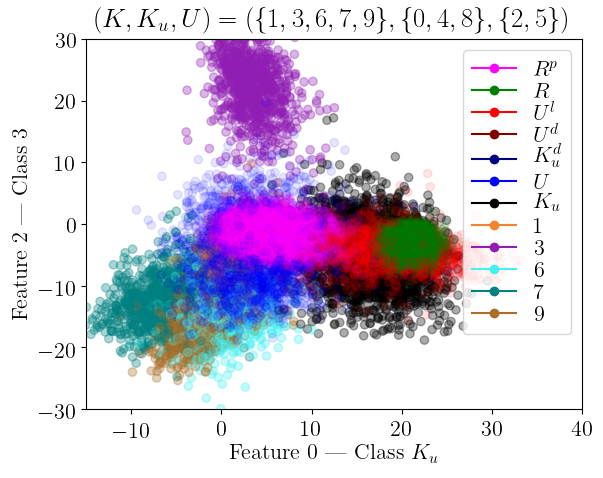 (K, K_u, U) = ({1, 3, 6, 7, 9}, {0, 4, 8}, {2, 5})
30
20
10
0
−10
−20
−30
Feature 2 — Class 3
R^p
R
U^l
U^d
K_u^d
U
K_u
1
3
6
7
9
−10
0
10
20
30
40
Feature 0 — Class K_u